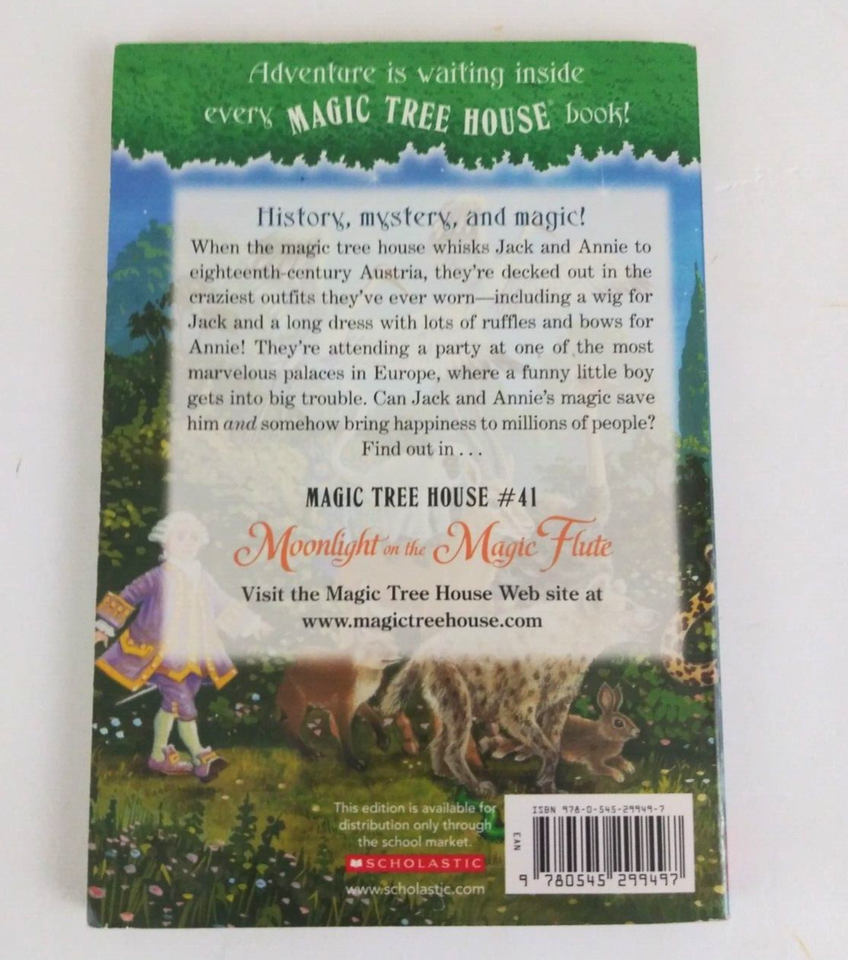 Adventure is waiting inside
every MAGIC TREE HOUSE® book!
History, mystery, and magic!
When the magic tree house whisks Jack and Annie to
eighteenth-century Austria, they're decked out in the
craziest outfits they've ever worn—including a wig for
Jack and a long dress with lots of ruffles and bows for
Annie! They're attending a party at one of the most
marvelous palaces in Europe, where a funny little boy
gets into big trouble. Can Jack and Annie's magic save
him and somehow bring happiness to millions of people?
Find out in . . .
MAGIC TREE HOUSE #41
Moonlight on the Magic Flute
Visit the Magic Tree House Web site at
www.magictreehouse.com
This edition is available for
distribution only through
the school market.
SCHOLASTIC
www.scholastic.com
ISBN 978-0-545-29949-7
EAN
9 780545 299497